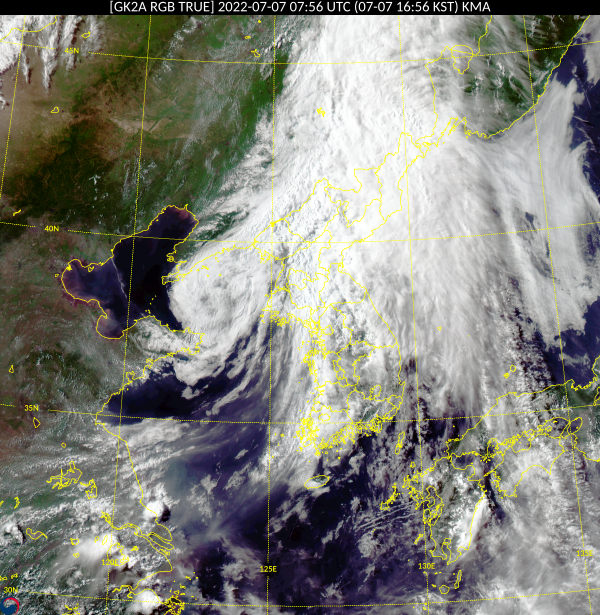 [GK2A RGB TRUE] 2022-07-07 07:56 UTC (07-07 16:56 KST) KMA
45N
40N
35N
125E
130E
135E
120E
30N